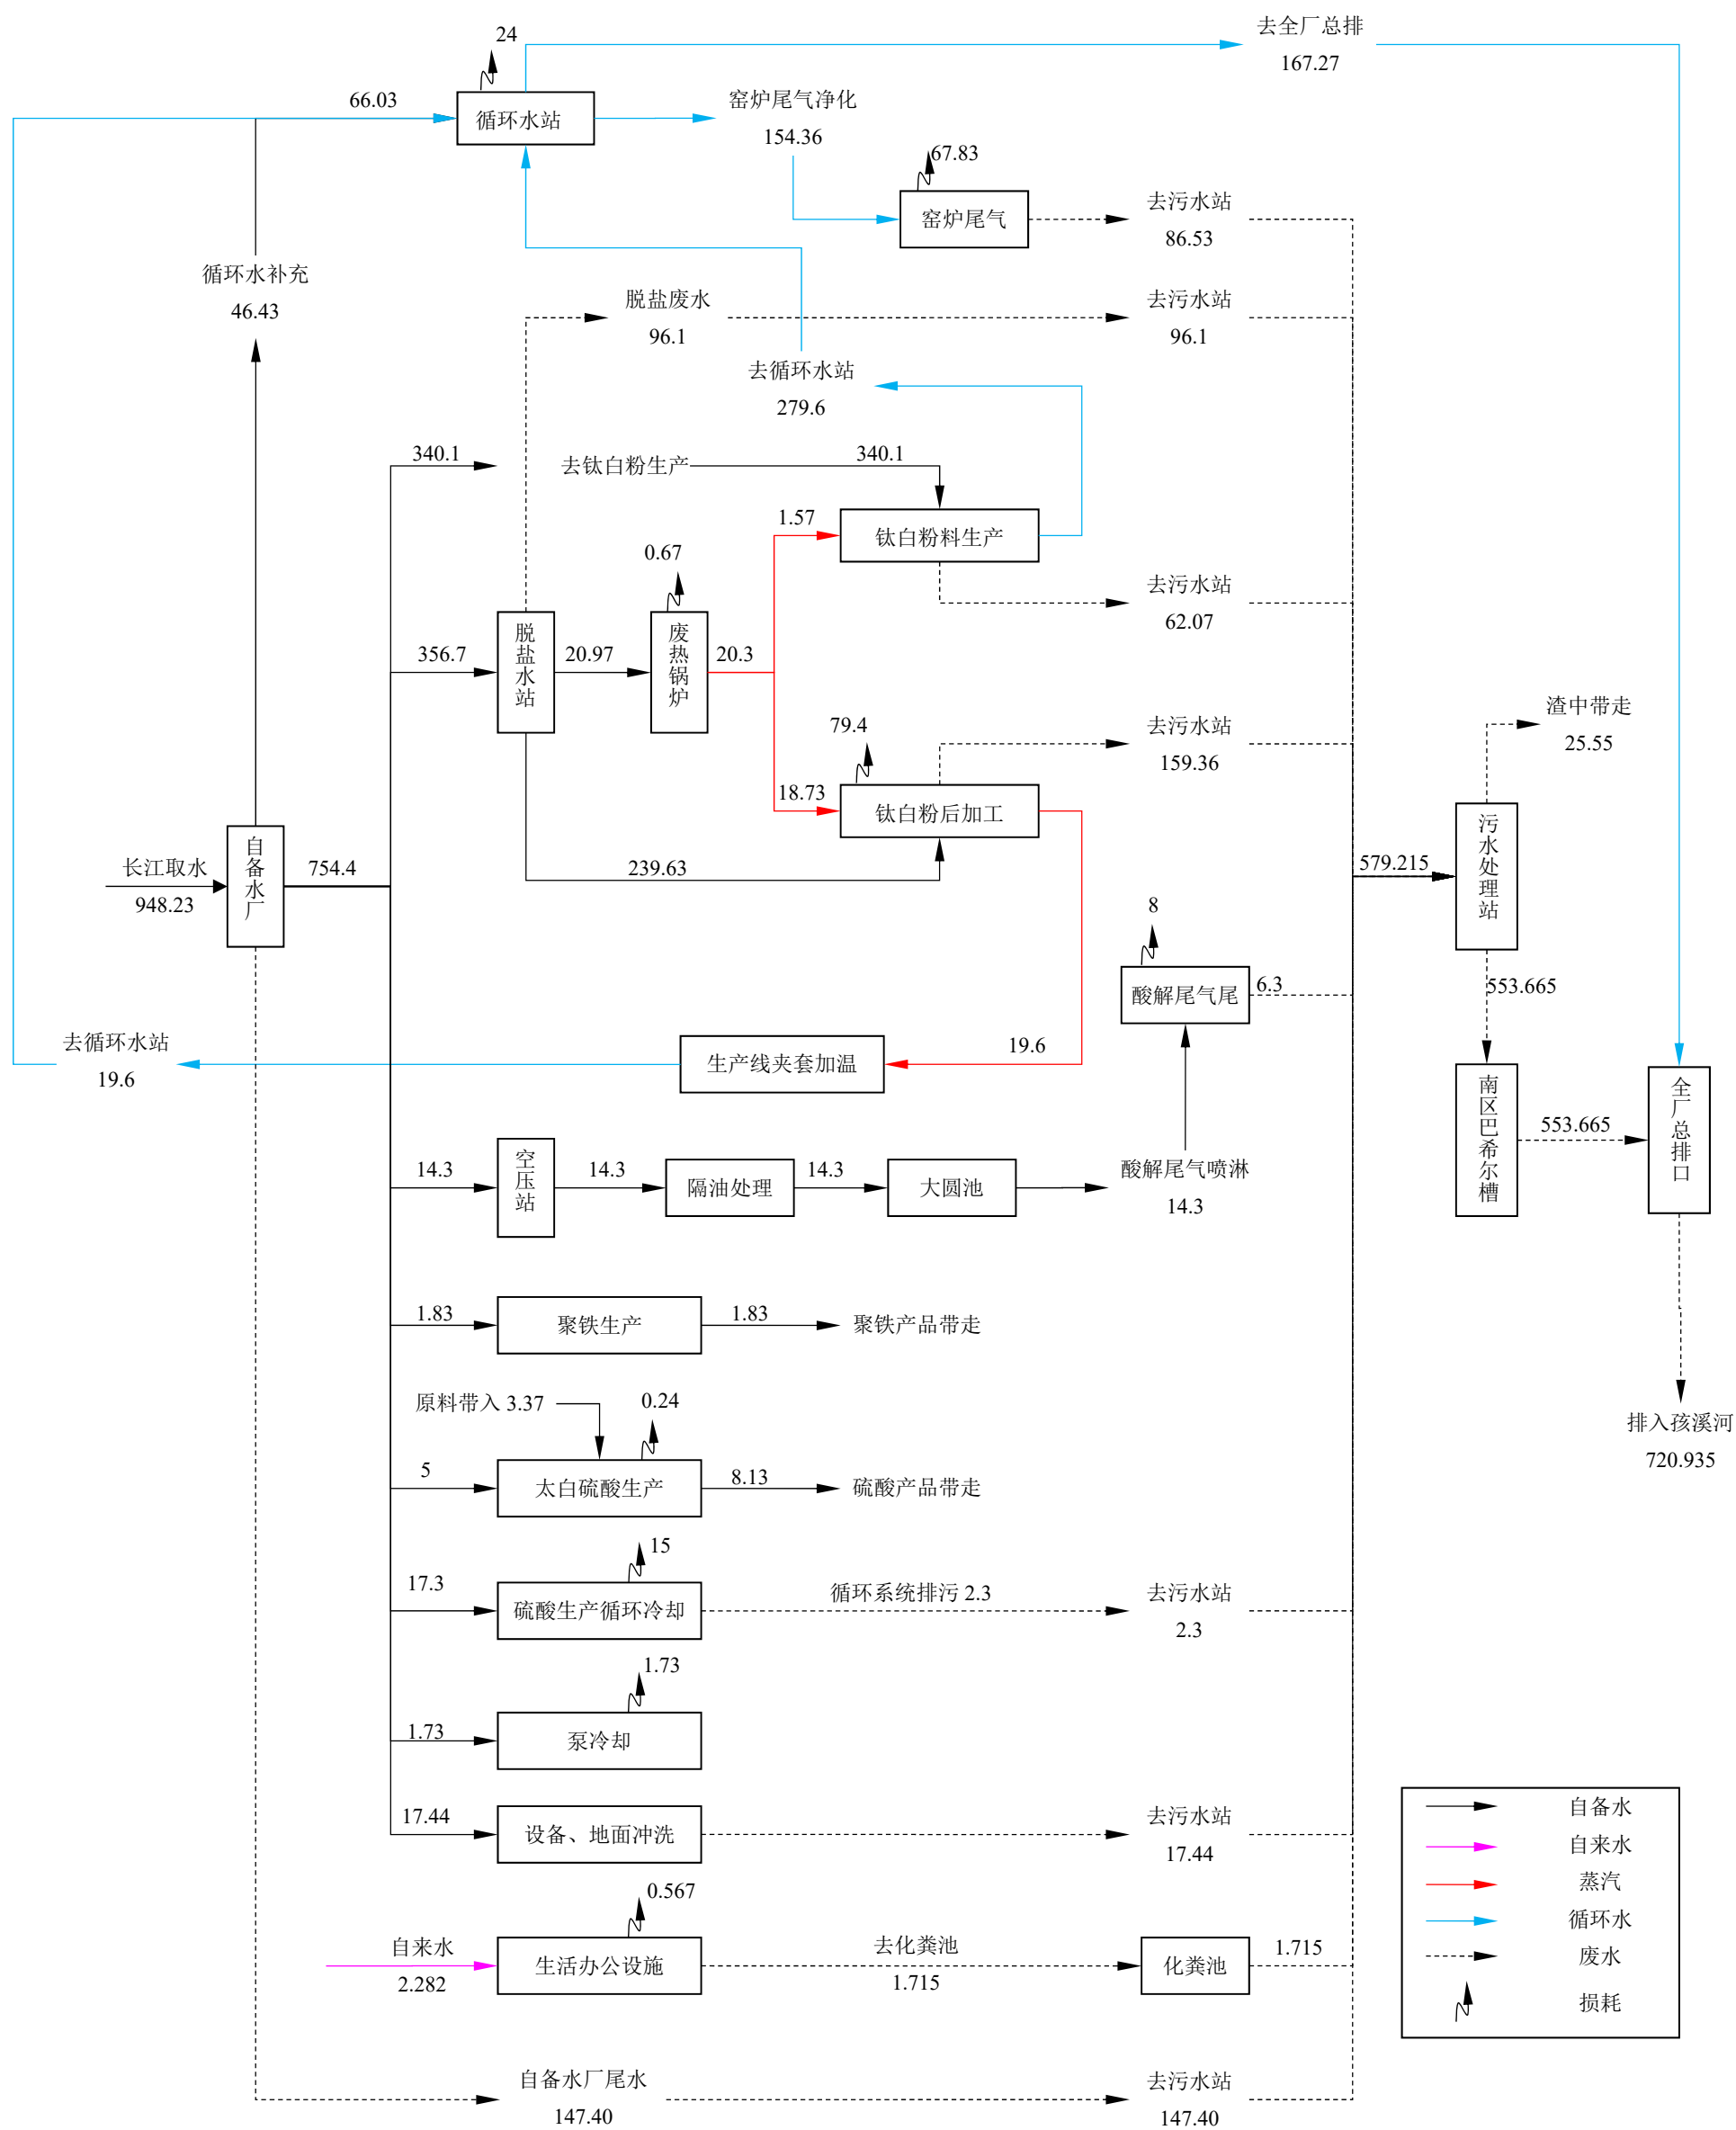 去全厂总排
167.27
24
66.03
循环水站
窑炉尾气净化
154.36
67.83
窑炉尾气
去污水站
86.53
循环水补充
46.43
脱盐废水
96.1
去污水站
96.1
去循环水站
279.6
340.1
去钛白粉生产
340.1
1.57
钛白粉料生产
0.67
去污水站
62.07
356.7
脱盐水站
20.97
废热锅炉
20.3
79.4
去污水站
159.36
渣中带走
25.55
18.73
钛白粉后加工
长江取水
948.23
自备水厂
754.4
239.63
579.215
污水处理站
8
酸解尾气尾
6.3
553.665
去循环水站
19.6
生产线夹套加温
19.6
南区巴希尔槽
553.665
全厂总排口
14.3
空压站
14.3
隔油处理
14.3
大圆池
酸解尾气喷淋
14.3
1.83
聚铁生产
1.83
聚铁产品带走
原料带入 3.37
0.24
5
太白硫酸生产
8.13
硫酸产品带走
排入孩溪河
720.935
15
17.3
硫酸生产循环冷却
循环系统排污 2.3
去污水站
2.3
1.73
1.73
泵冷却
17.44
设备、地面冲洗
去污水站
17.44
0.567
自来水
2.282
生活办公设施
去化粪池
1.715
化粪池
1.715
自备水厂尾水
147.40
去污水站
147.40
自备水
自来水
蒸汽
循环水
废水
损耗